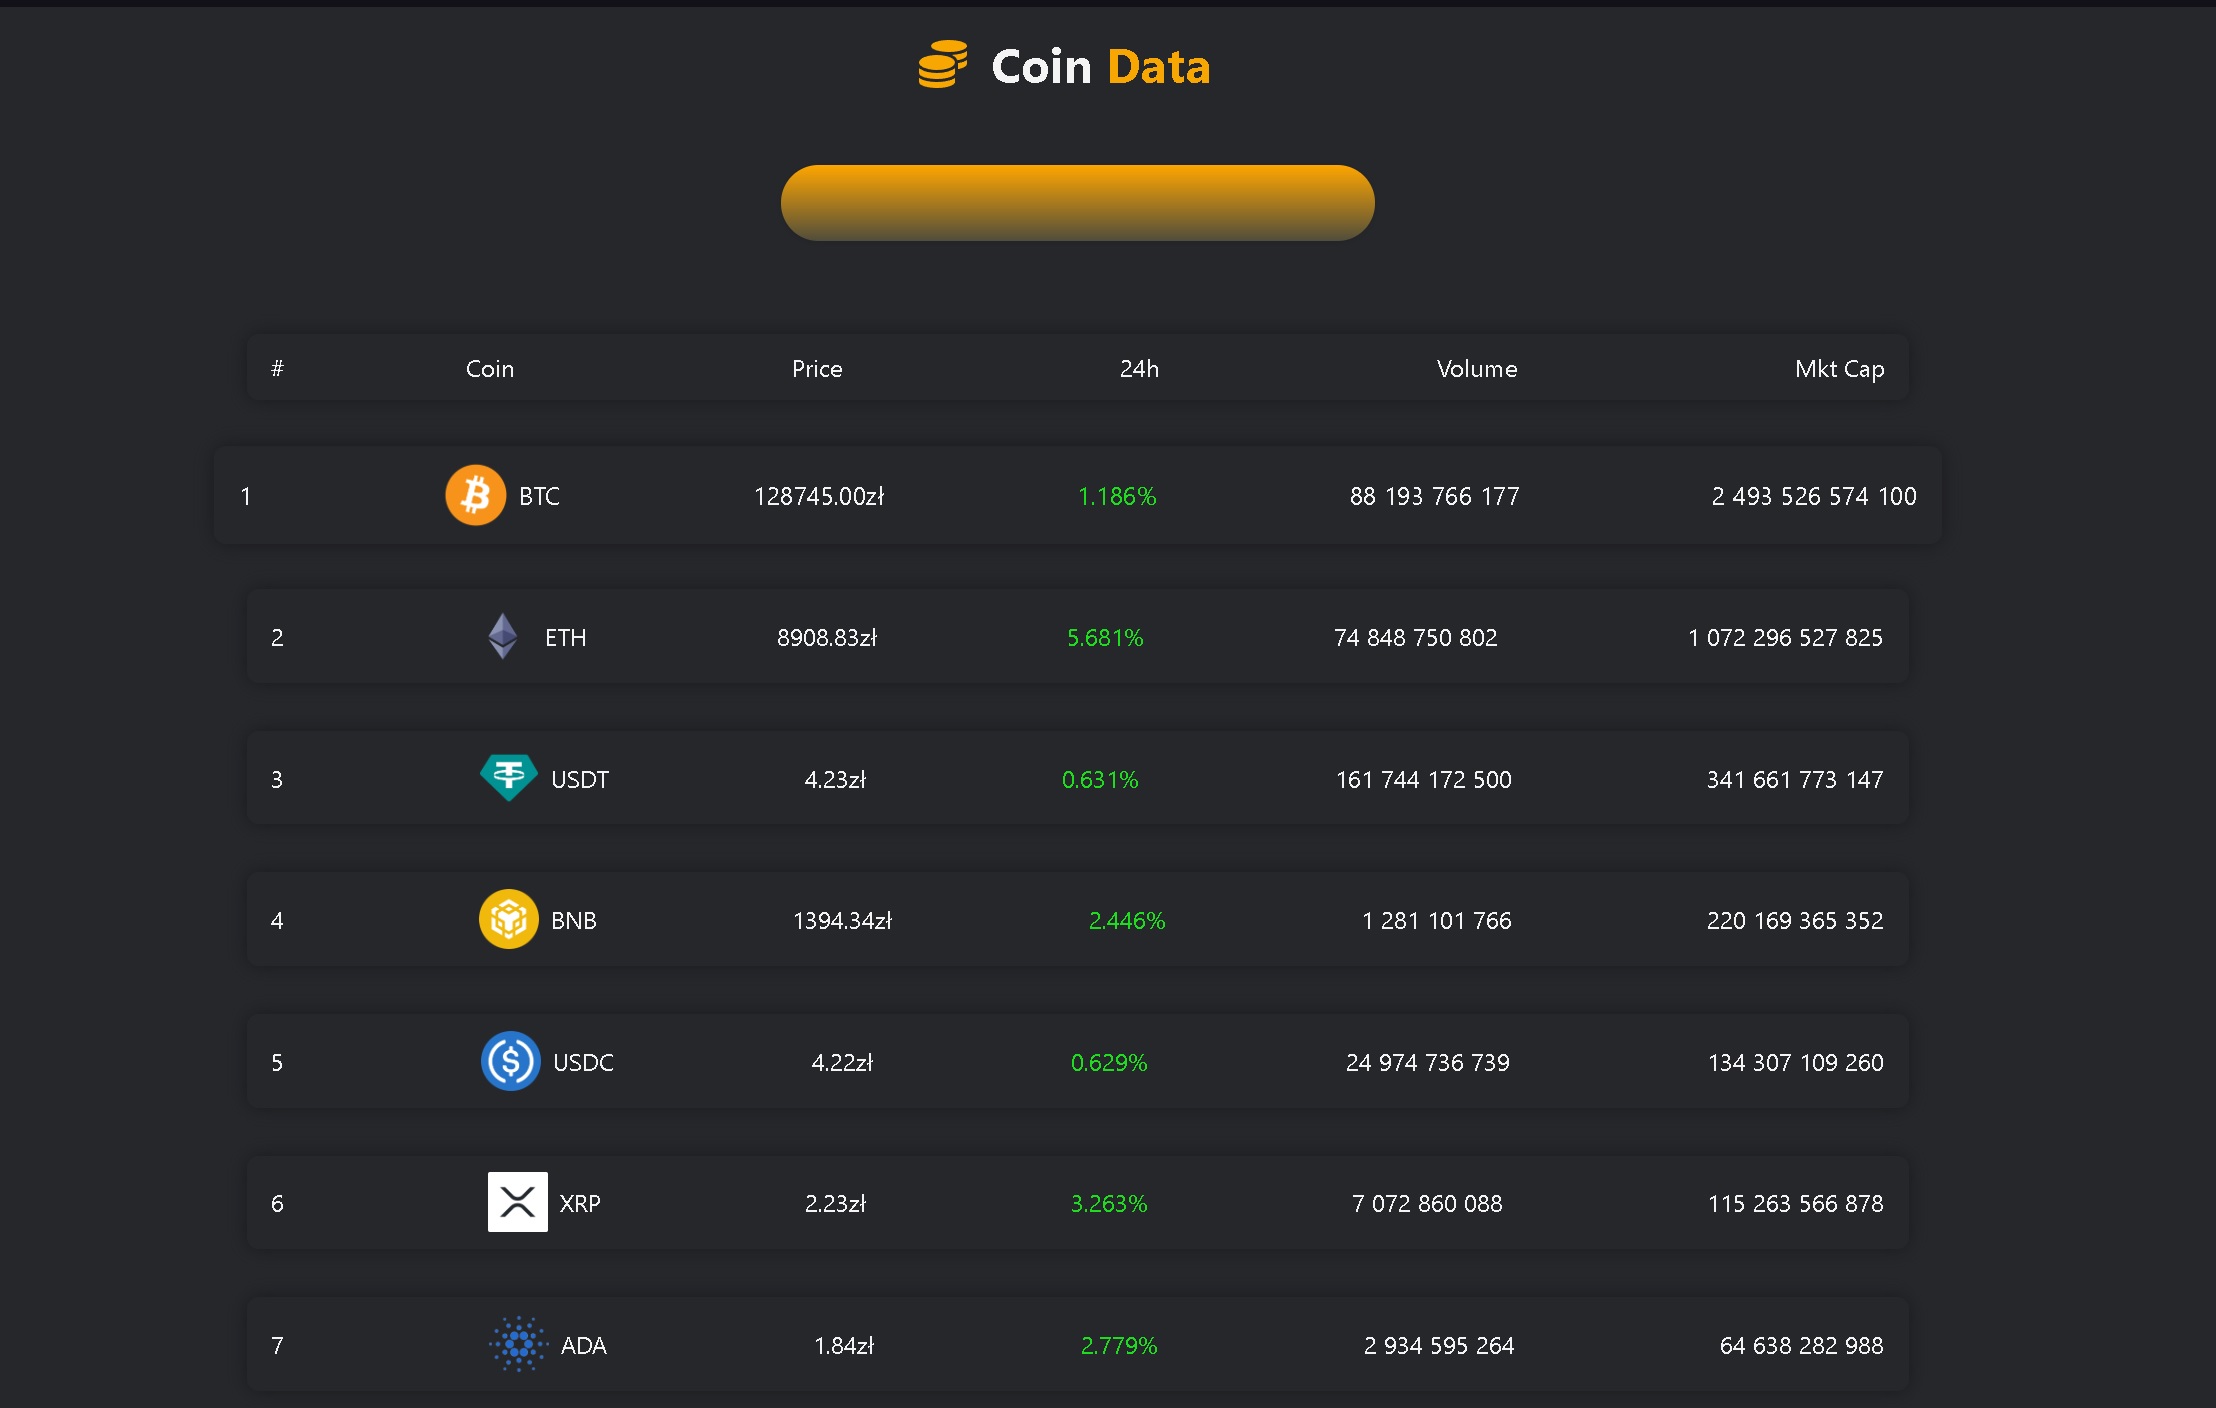 Coin Data
# Coin Price 24h Volume Mkt Cap
1 BTC 128745.00zł 1.186% 88 193 766 177 2 493 526 574 100
2 ETH 8908.83zł 5.681% 74 848 750 802 1 072 296 527 825
3 USDT 4.23zł 0.631% 161 744 172 500 341 661 773 147
4 BNB 1394.34zł 2.446% 1 281 101 766 220 169 365 352
5 USDC 4.22zł 0.629% 24 974 736 739 134 307 109 260
6 XRP 2.23zł 3.263% 7 072 860 088 115 263 566 878
7 ADA 1.84zł 2.779% 2 934 595 264 64 638 282 988